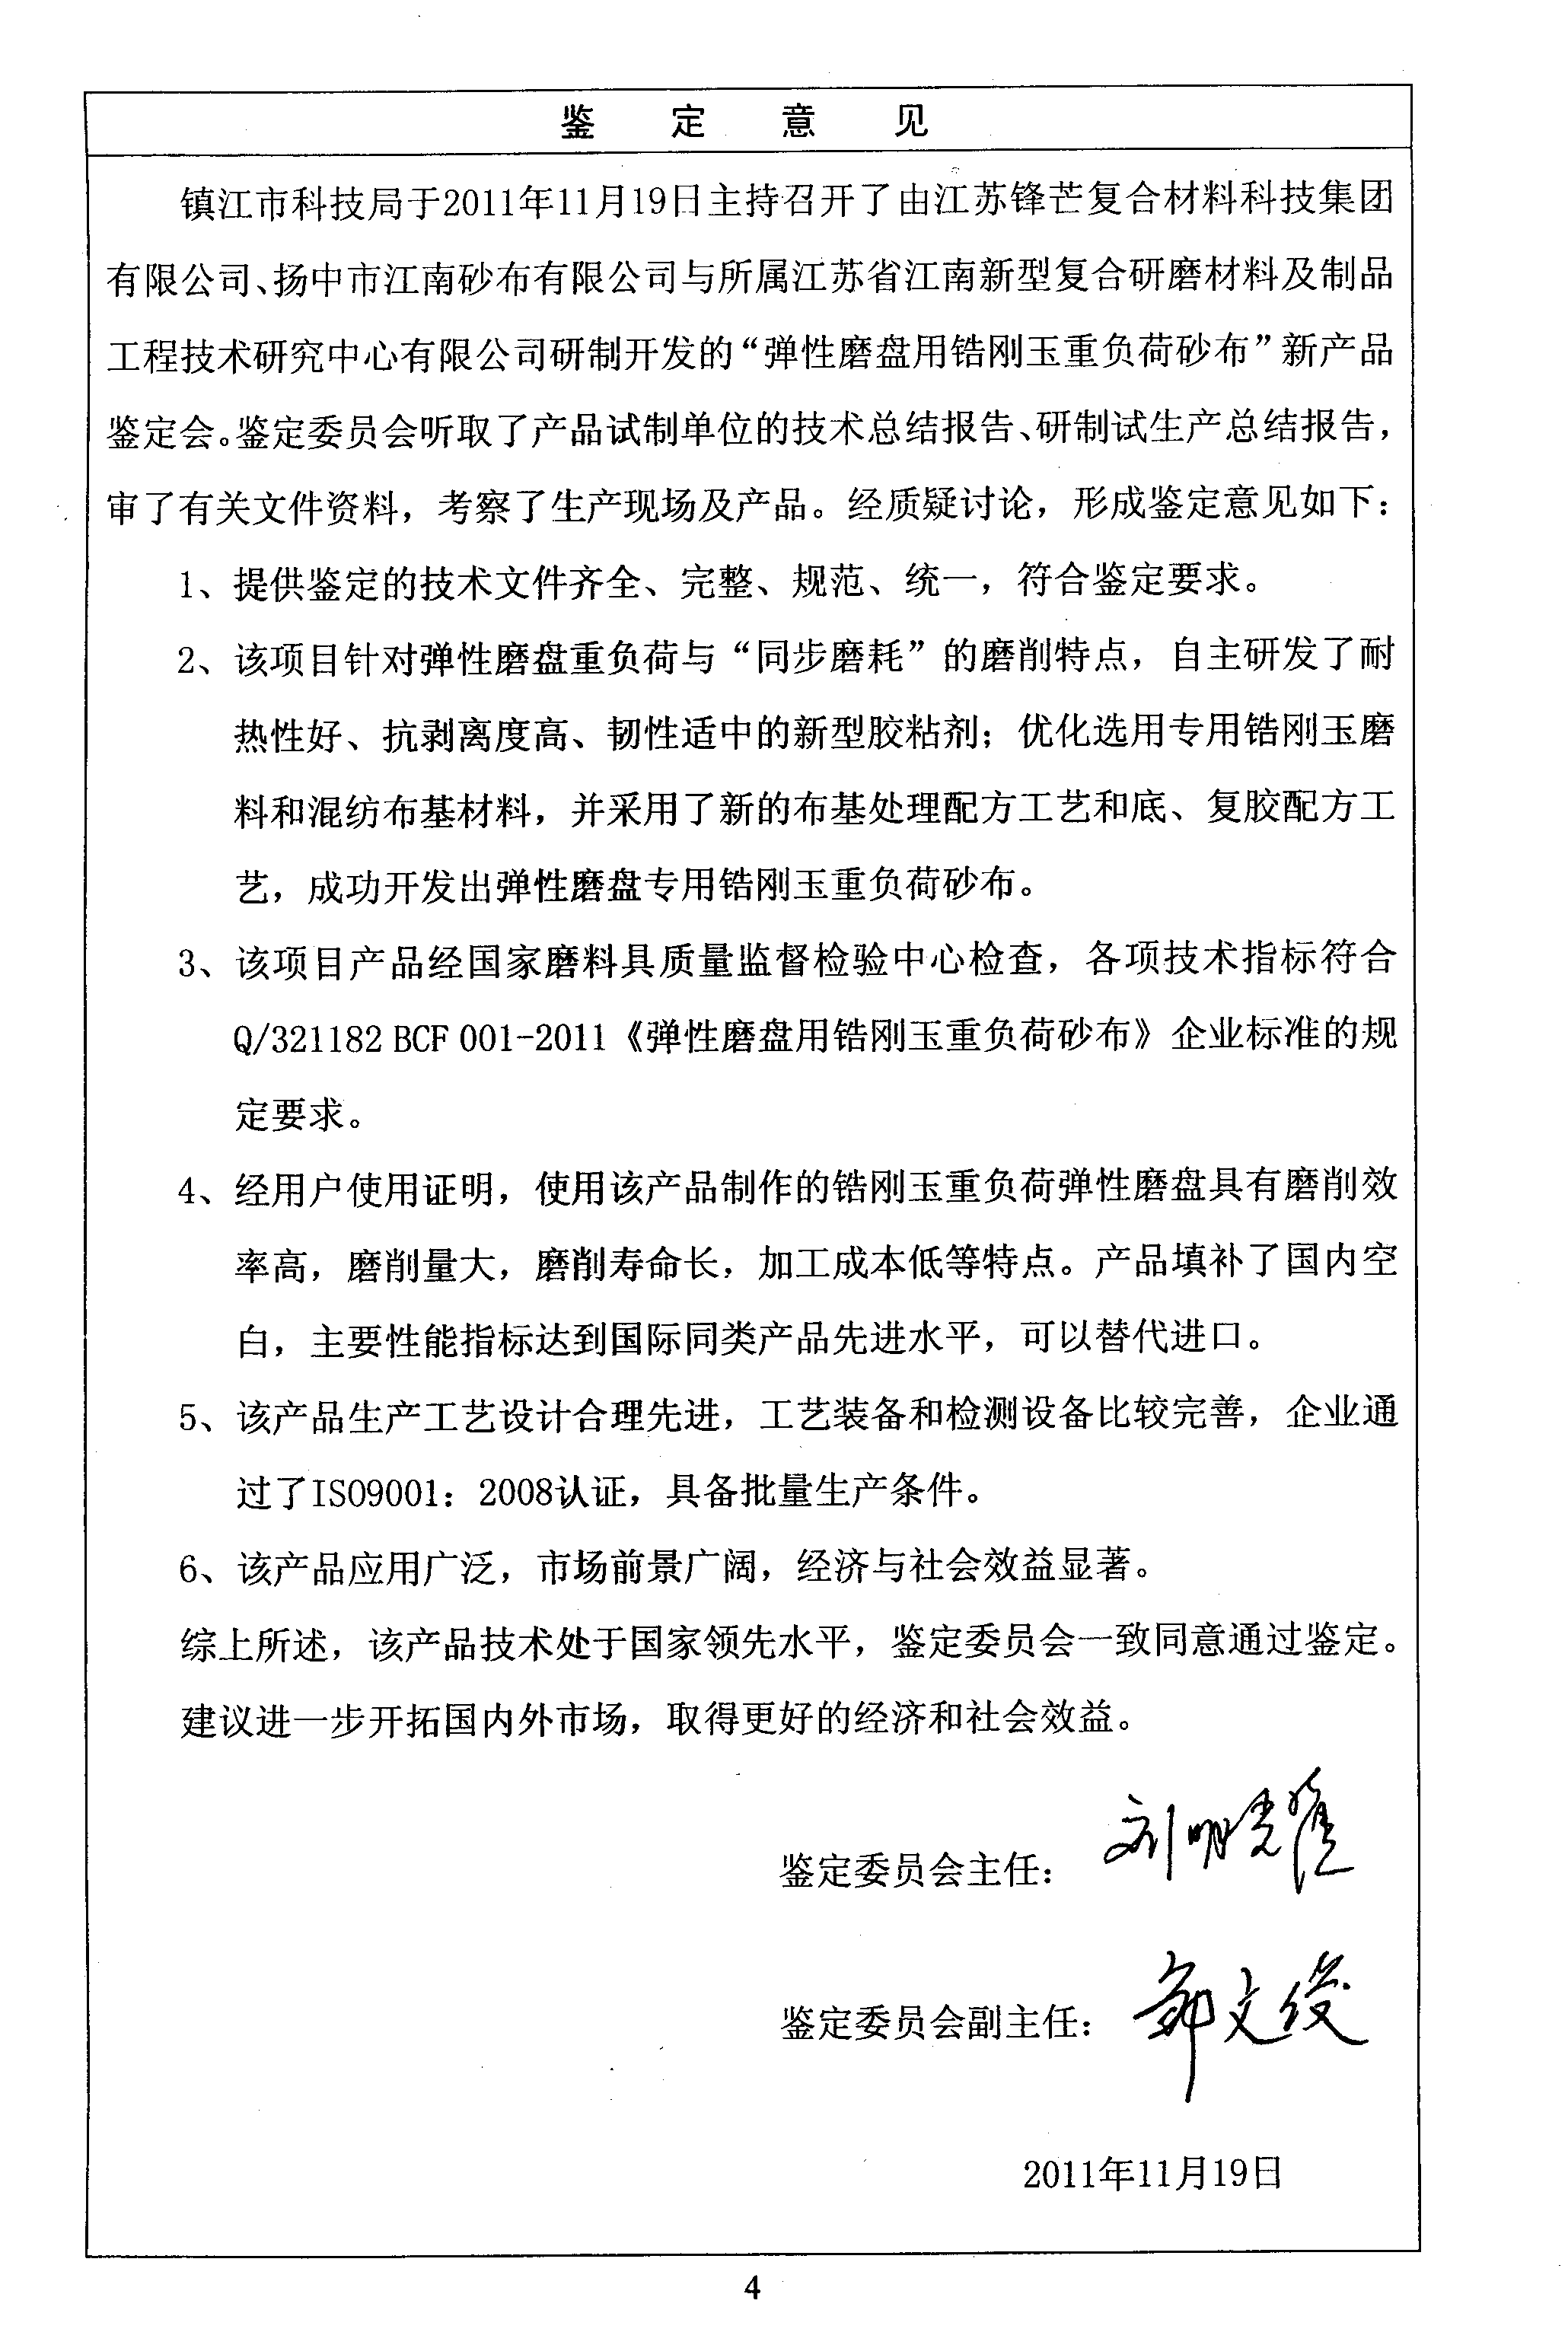 鉴定意见
镇江市科技局于2011年11月19日主持召开了由江苏锋芒复合材料科技集团
有限公司、扬中市江南砂布有限公司与所属江苏省江南新型复合研磨材料及制品
工程技术研究中心有限公司研制开发的“弹性磨盘用锆刚玉重负荷砂布”新产品
鉴定会。鉴定委员会听取了产品试制单位的技术总结报告、研制试生产总结报告，
审了有关文件资料，考察了生产现场及产品。经质疑讨论，形成鉴定意见如下：
1、提供鉴定的技术文件齐全、完整、规范、统一，符合鉴定要求。
2、该项目针对弹性磨盘重负荷与“同步磨耗”的磨削特点，自主研发了耐
热性好、抗剥离度高、韧性适中的新型胶粘剂；优化选用专用锆刚玉磨
料和混纺布基材料，并采用了新的布基处理配方工艺和底、复胶配方工
艺，成功开发出弹性磨盘专用锆刚玉重负荷砂布。
3、该项目产品经国家磨料具质量监督检验中心检查，各项技术指标符合
Q/321182 BCF 001-2011《弹性磨盘用锆刚玉重负荷砂布》企业标准的规
定要求。
4、经用户使用证明，使用该产品制作的锆刚玉重负荷弹性磨盘具有磨削效
率高，磨削量大，磨削寿命长，加工成本低等特点。产品填补了国内空
白，主要性能指标达到国际同类产品先进水平，可以替代进口。
5、该产品生产工艺设计合理先进，工艺装备和检测设备比较完善，企业通
过了ISO9001：2008认证，具备批量生产条件。
6、该产品应用广泛，市场前景广阔，经济与社会效益显著。
综上所述，该产品技术处于国家领先水平，鉴定委员会一致同意通过鉴定。
建议进一步开拓国内外市场，取得更好的经济和社会效益。
鉴定委员会主任：刘明耀
鉴定委员会副主任：邹文俊
2011年11月19日
4